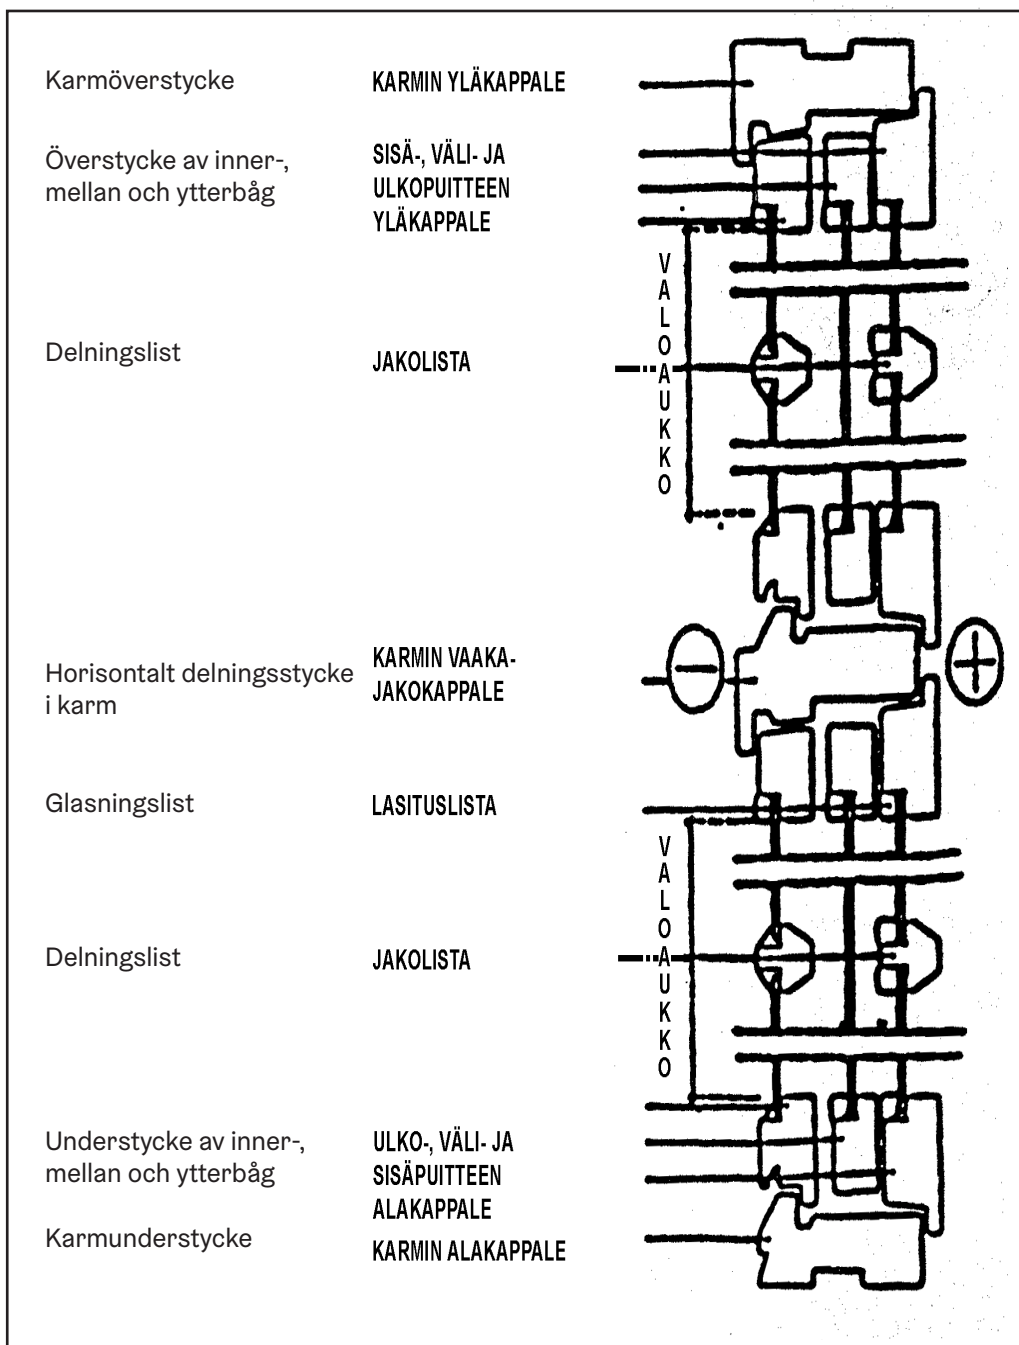 Karmöverstycke
KARMIN YLÄKAPPALE
Överstycke av inner-,
mellan och ytterbåg
SISÄ-, VÄLI- JA
ULKOPUITTEEN
YLÄKAPPALE
VALOAUKKO
Delningslist
JAKOLISTA
Horisontalt delningsstycke
i karm
KARMIN VAAKA-
JAKOKAPPALE
Glasningslist
LASITUSLISTA
VALOAUKKO
Delningslist
JAKOLISTA
Understycke av inner-,
mellan och ytterbåg
ULKO-, VÄLI- JA
SISÄPUITTEEN
ALAKAPPALE
Karmunderstycke
KARMIN ALAKAPPALE